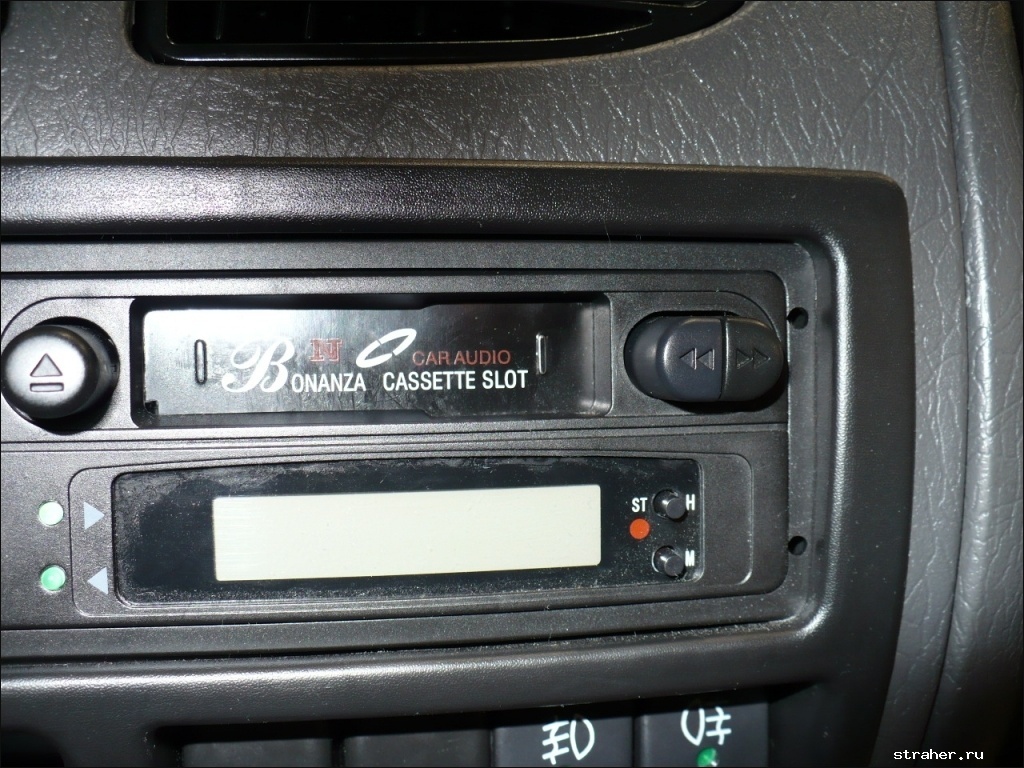 N CAR AUDIO
BONANZA CASSETTE SLOT
ST H
M
straher.ru